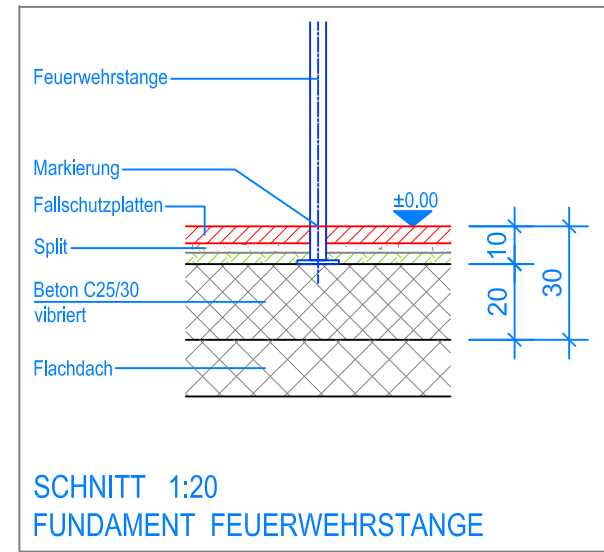 Feuerwehrstange
Markierung
Fallschutzplatten
±0.00
Split
10
Beton C25/30
vibriert
20
30
Flachdach
SCHNITT 1:20
FUNDAMENT FEUERWEHRSTANGE